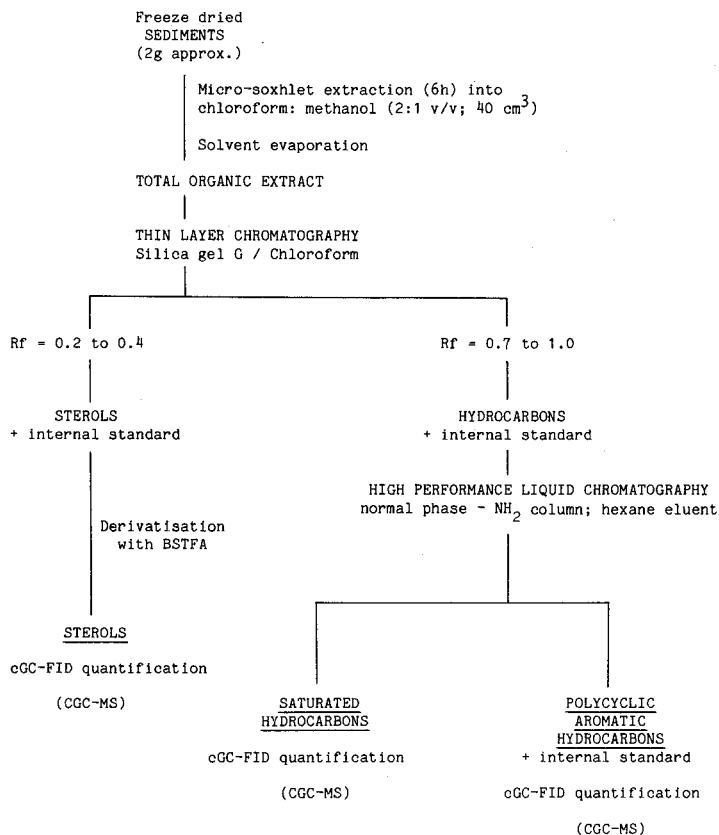 Freeze dried
SEDIMENTS
(2g approx.)
Micro-soxhlet extraction (6h) into
chloroform: methanol (2:1 v/v; 40 cm3)
Solvent evaporation
TOTAL ORGANIC EXTRACT
THIN LAYER CHROMATOGRAPHY
Silica gel G / Chloroform
Rf = 0.2 to 0.4
Rf = 0.7 to 1.0
STEROLS
+ internal standard
HYDROCARBONS
+ internal standard
HIGH PERFORMANCE LIQUID CHROMATOGRAPHY
normal phase - NH2 column; hexane eluent
Derivatisation
with BSTFA
STEROLS
cGC-FID quantification
(CGC-MS)
SATURATED
HYDROCARBONS
cGC-FID quantification
(CGC-MS)
POLYCYCLIC
AROMATIC
HYDROCARBONS
+ internal standard
cGC-FID quantification
(CGC-MS)